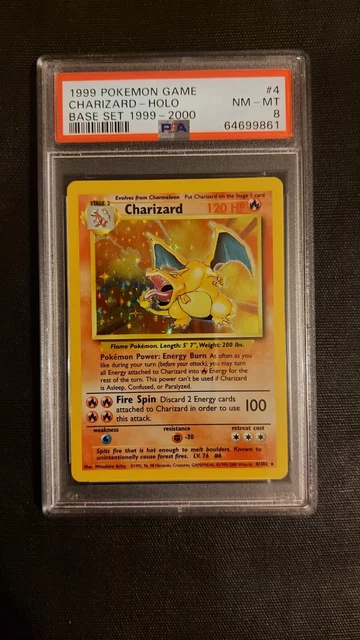 1999 POKEMON GAME #4
CHARIZARD - HOLO NM - MT
BASE SET 1999 - 2000 8
PSA 64699861
STAGE 2 Evolves from Charmeleon Put Charizard on the Stage 1 card
Charizard 120 HP
Flame Pokémon. Length: 5' 7", Weight: 200 lbs.
Pokémon Power: Energy Burn As often as you
like during your turn (before your attack), you may turn
all Energy attached to Charizard into Energy for the
rest of the turn. This power can't be used if Charizard
is Asleep, Confused, or Paralyzed.
Fire Spin Discard 2 Energy cards
attached to Charizard in order to use 100
this attack.
weakness resistance retreat cost
-30
Spits fire that is hot enough to melt boulders. Known to
unintentionally cause forest fires. LV. 76 #6
Illus. Mitsuhiro Arita